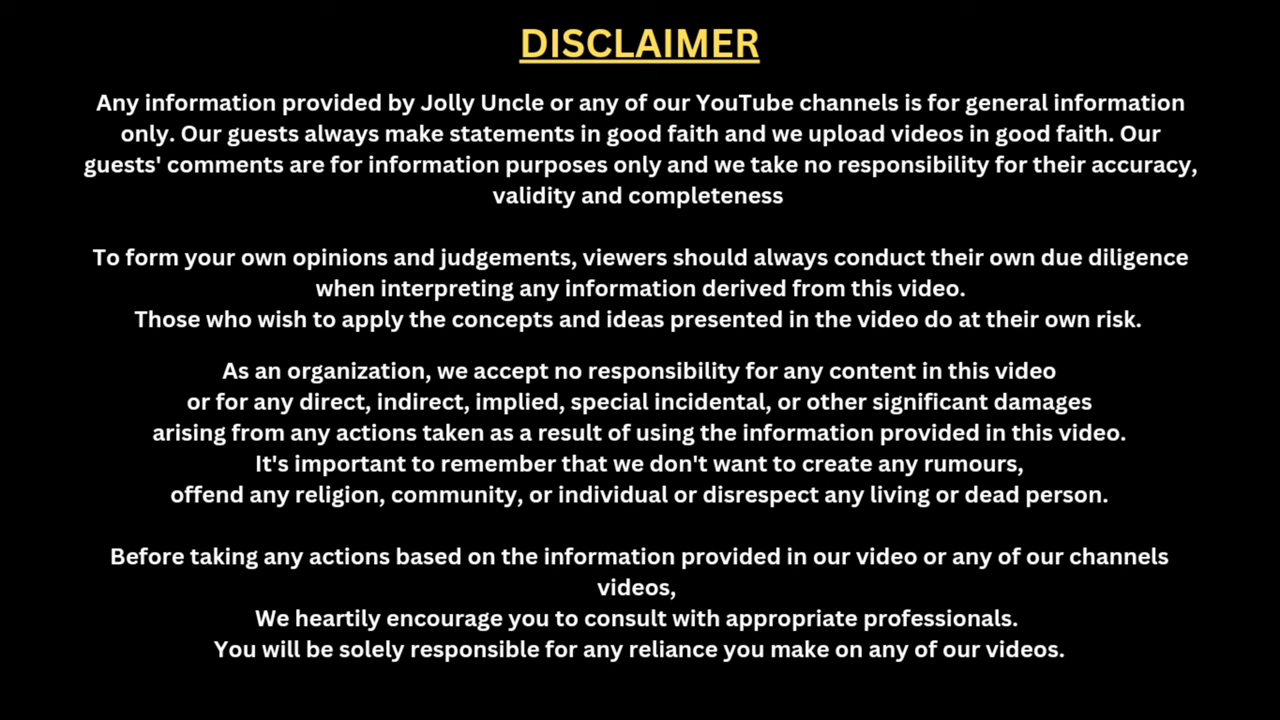 DISCLAIMER
Any information provided by Jolly Uncle or any of our YouTube channels is for general information
only. Our guests always make statements in good faith and we upload videos in good faith. Our
guests' comments are for information purposes only and we take no responsibility for their accuracy,
validity and completeness
To form your own opinions and judgements, viewers should always conduct their own due diligence
when interpreting any information derived from this video.
Those who wish to apply the concepts and ideas presented in the video do at their own risk.
As an organization, we accept no responsibility for any content in this video
or for any direct, indirect, implied, special incidental, or other significant damages
arising from any actions taken as a result of using the information provided in this video.
It's important to remember that we don't want to create any rumours,
offend any religion, community, or individual or disrespect any living or dead person.
Before taking any actions based on the information provided in our video or any of our channels
videos,
We heartily encourage you to consult with appropriate professionals.
You will be solely responsible for any reliance you make on any of our videos.